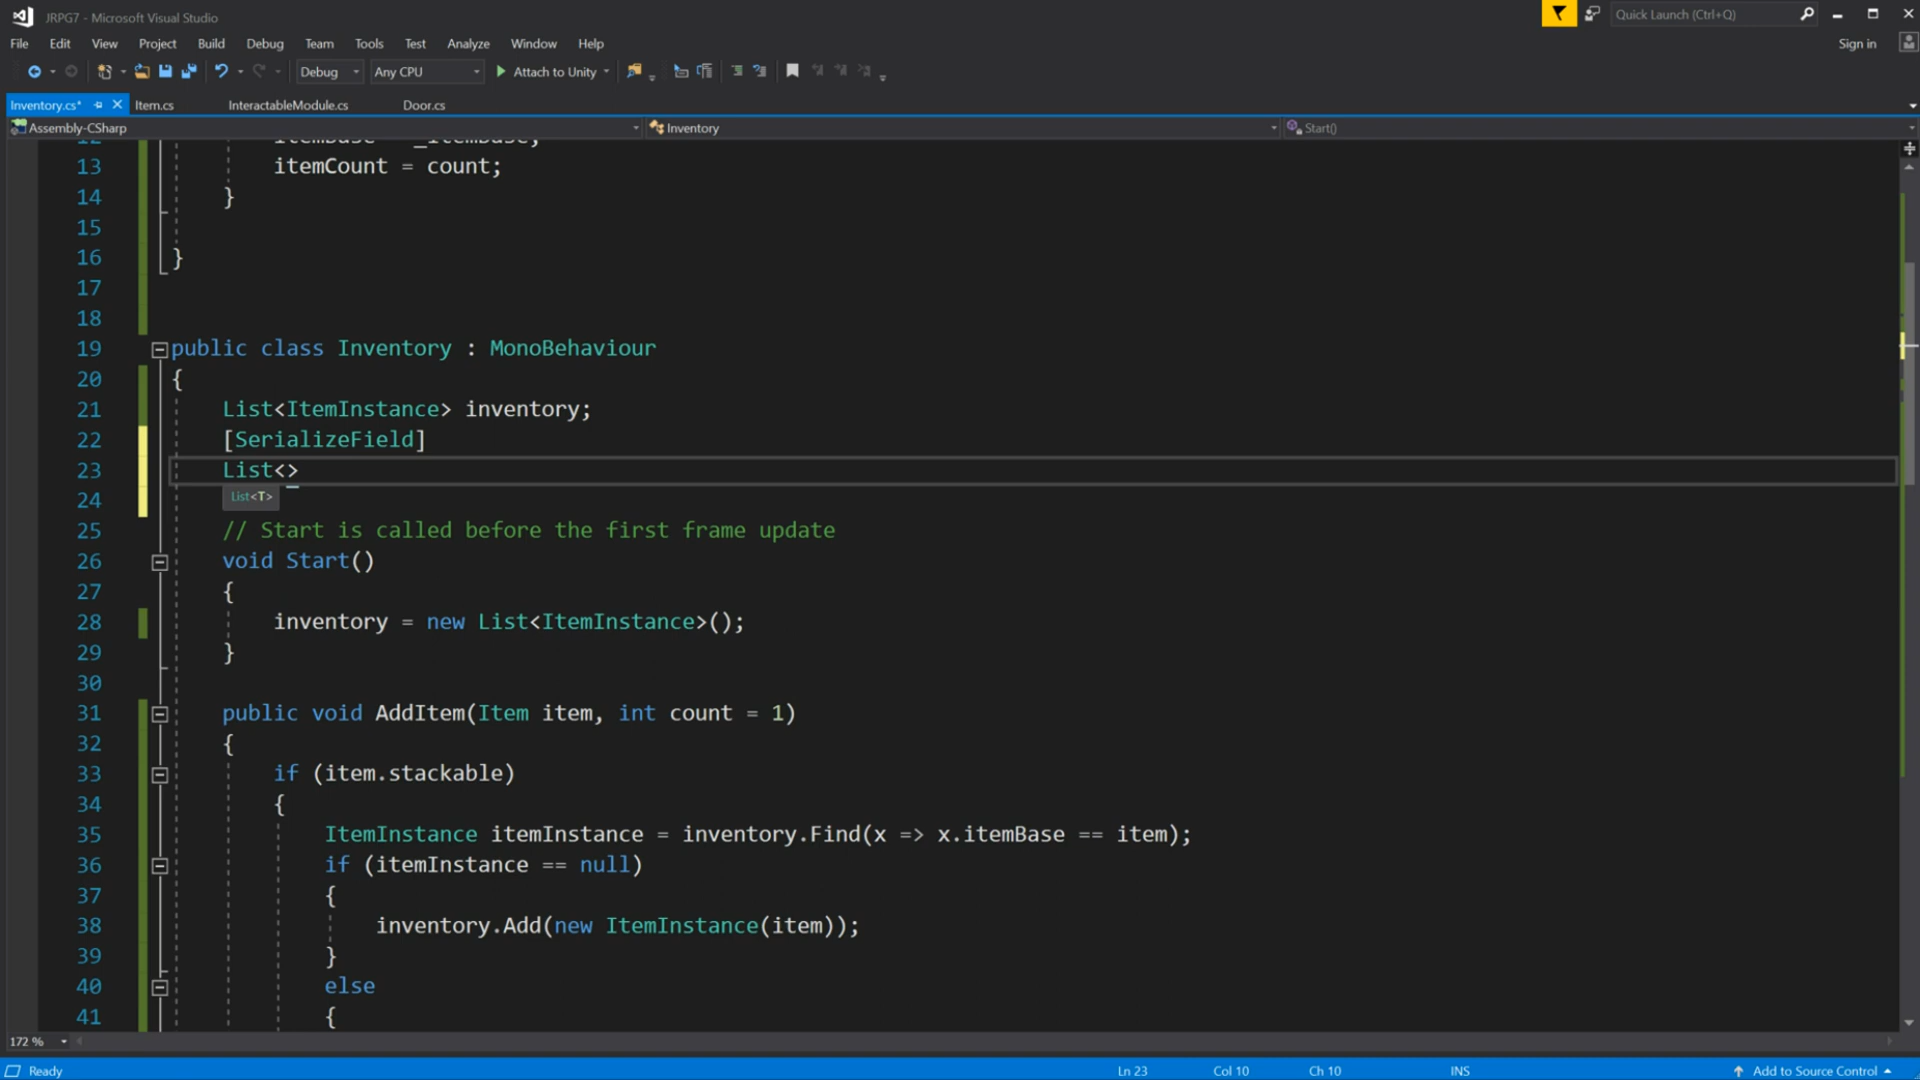 JRPG7 - Microsoft Visual Studio
Quick Launch (Ctrl+Q)
File Edit View Project Build Debug Team Tools Test Analyze Window Help
Sign in
Debug Any CPU Attach to Unity
Inventory.cs* Item.cs InteractableModule.cs Door.cs
Assembly-CSharp Inventory Start()
12 itemBase = _itemBase;
13 itemCount = count;
14 }
15
16 }
17
18
19 public class Inventory : MonoBehaviour
20 {
21 List<ItemInstance> inventory;
22 [SerializeField]
23 List<>
24 List<T>
25 // Start is called before the first frame update
26 void Start()
27 {
28 inventory = new List<ItemInstance>();
29 }
30
31 public void AddItem(Item item, int count = 1)
32 {
33 if (item.stackable)
34 {
35 ItemInstance itemInstance = inventory.Find(x => x.itemBase == item);
36 if (itemInstance == null)
37 {
38 inventory.Add(new ItemInstance(item));
39 }
40 else
41 {
172 %
Ready Ln 23 Col 10 Ch 10 INS Add to Source Control